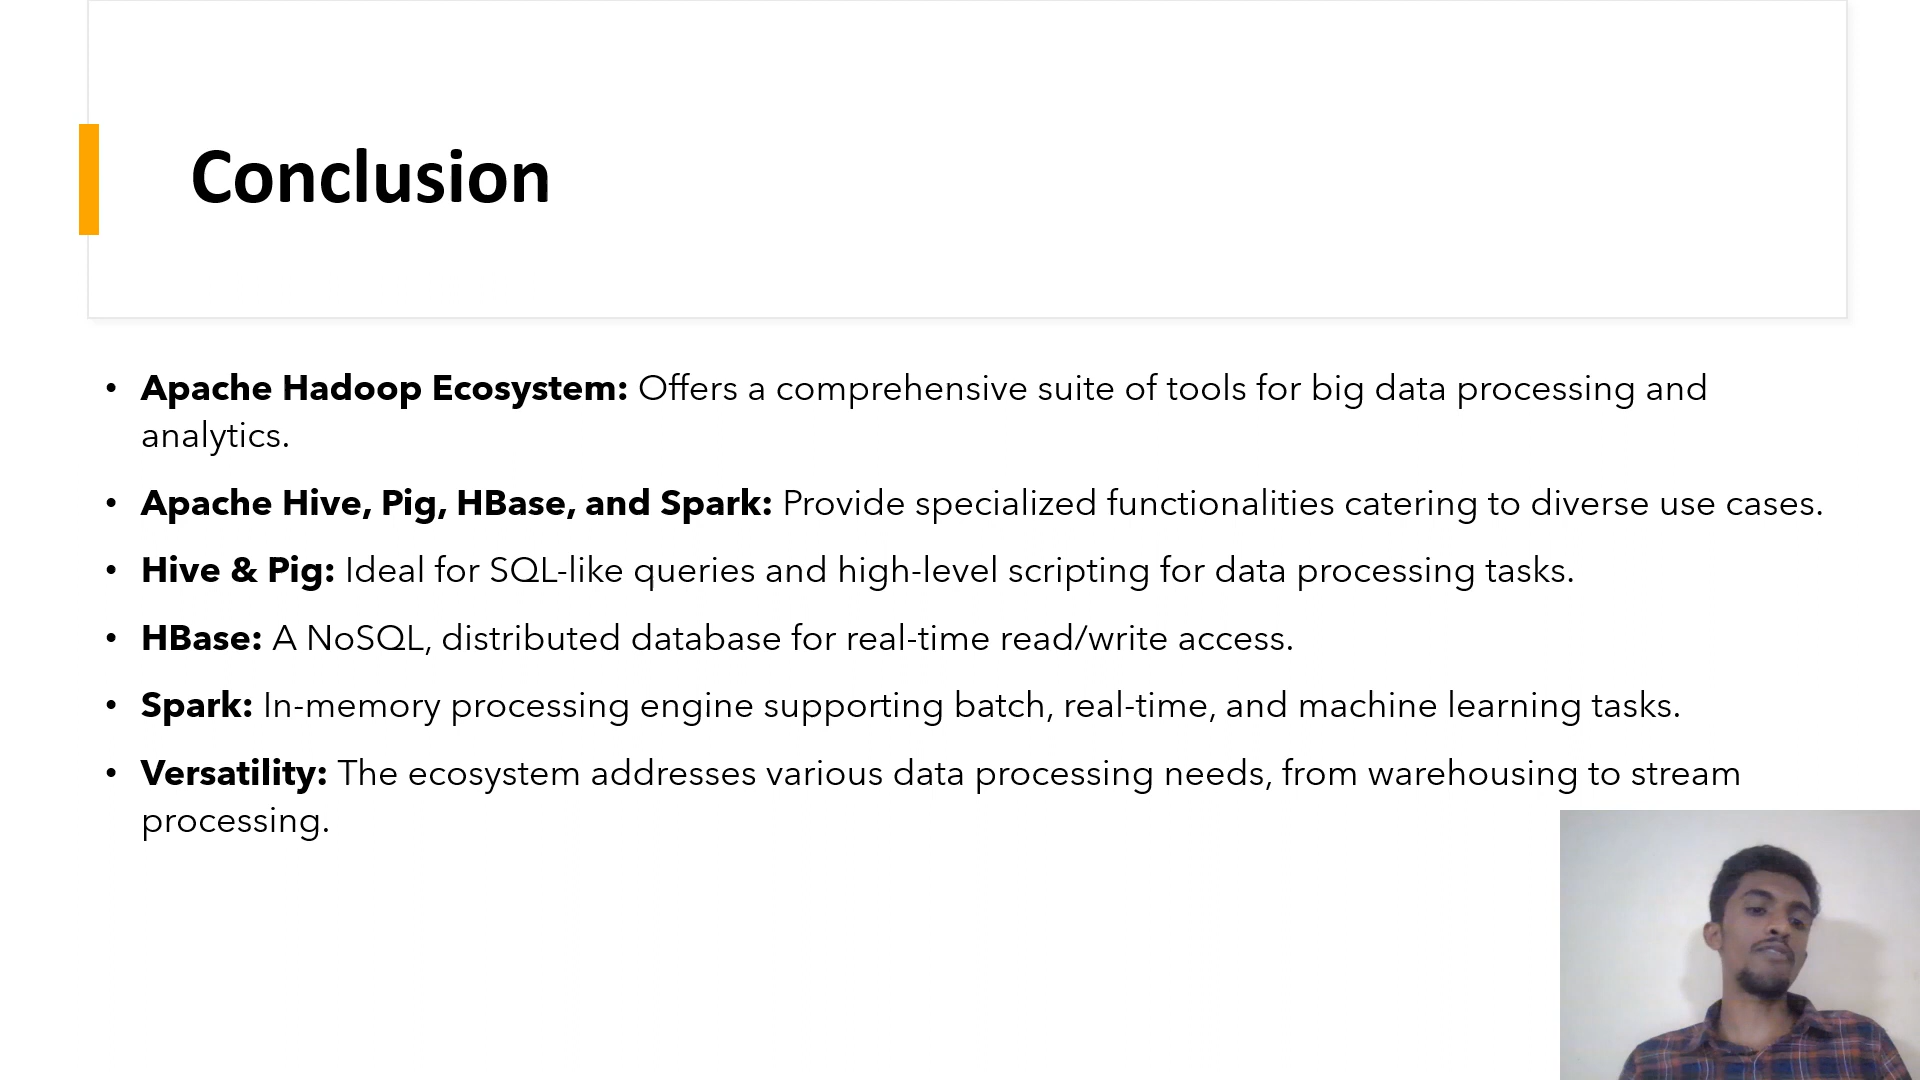 Conclusion
• Apache Hadoop Ecosystem: Offers a comprehensive suite of tools for big data processing and
analytics.
• Apache Hive, Pig, HBase, and Spark: Provide specialized functionalities catering to diverse use cases.
• Hive & Pig: Ideal for SQL-like queries and high-level scripting for data processing tasks.
• HBase: A NoSQL, distributed database for real-time read/write access.
• Spark: In-memory processing engine supporting batch, real-time, and machine learning tasks.
• Versatility: The ecosystem addresses various data processing needs, from warehousing to stream
processing.